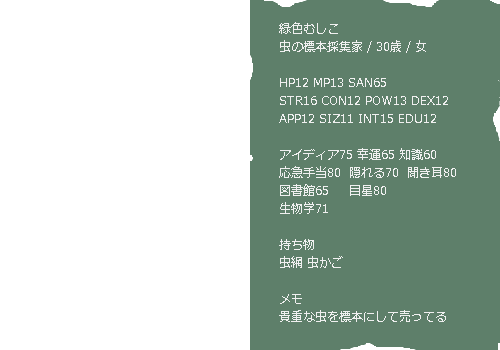 緑色むしこ
虫の標本採集家 / 30歳 / 女
HP12 MP13 SAN65
STR16 CON12 POW13 DEX12
APP12 SIZ11 INT15 EDU12
アイディア75 幸運65 知識60
応急手当80 隠れる70 聞き耳80
図書館65 目星80
生物学71
持ち物
虫網 虫かご
メモ
貴重な虫を標本にして売ってる